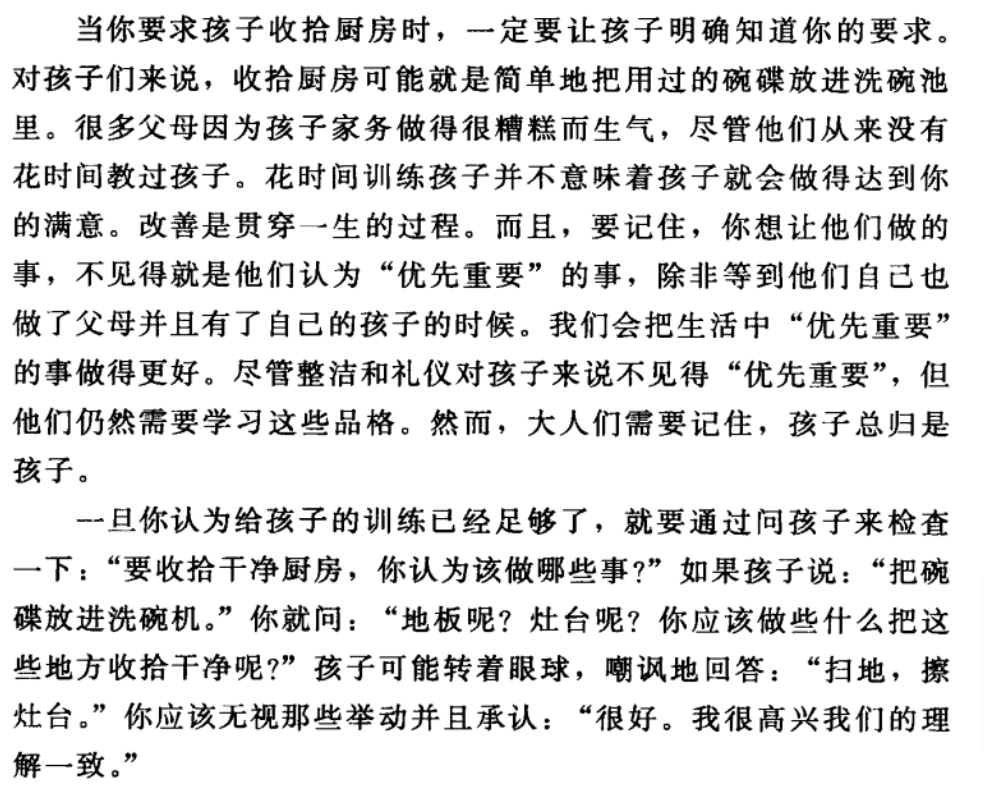 当你要求孩子收拾厨房时，一定要让孩子明确知道你的要求。
对孩子们来说，收拾厨房可能就是简单地把用过的碗碟放进洗碗池
里。很多父母因为孩子家务做得很糟糕而生气，尽管他们从来没有
花时间教过孩子。花时间训练孩子并不意味着孩子就会做得达到你
的满意。改善是贯穿一生的过程。而且，要记住，你想让他们做的
事，不见得就是他们认为“优先重要”的事，除非等到他们自己也
做了父母并且有了自己的孩子的时候。我们会把生活中“优先重要”
的事做得更好。尽管整洁和礼仪对孩子来说不见得“优先重要”，但
他们仍然需要学习这些品格。然而，大人们需要记住，孩子总归是
孩子。
一旦你认为给孩子的训练已经足够了，就要通过问孩子来检查
一下：“要收拾干净厨房，你认为该做哪些事?”如果孩子说：“把碗
碟放进洗碗机。”你就问：“地板呢？灶台呢？你应该做些什么把这
些地方收拾干净呢?”孩子可能转着眼球，嘲讽地回答：“扫地，擦
灶台。”你应该无视那些举动并且承认：“很好。我很高兴我们的理
解一致。”